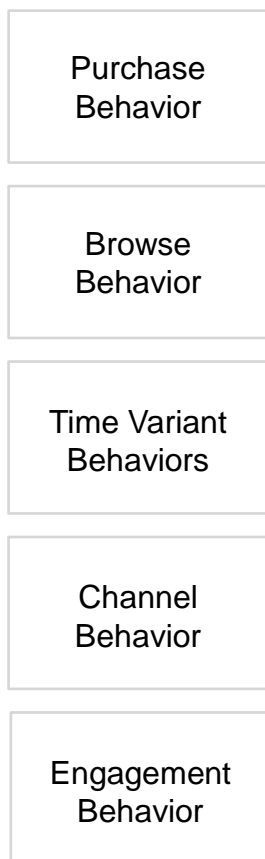 Purchase
Behavior
Browse
Behavior
Time Variant
Behaviors
Channel
Behavior
Engagement
Behavior